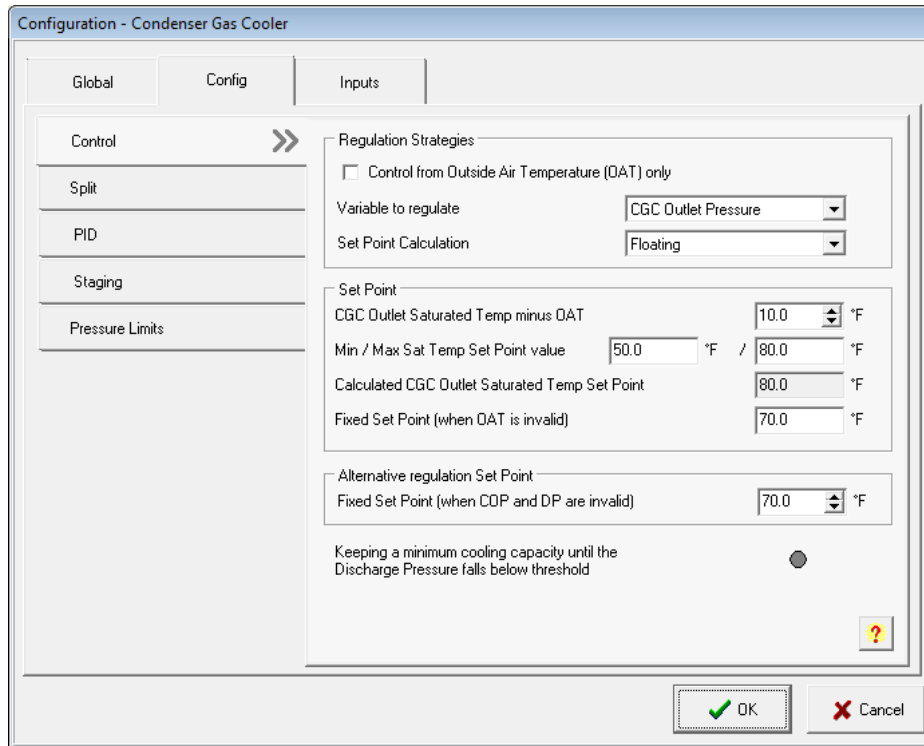 Configuration - Condenser Gas Cooler
Global Config Inputs
Control
Split
PID
Staging
Pressure Limits
Regulation Strategies
Control from Outside Air Temperature (OAT) only
Variable to regulate CGC Outlet Pressure
Set Point Calculation Floating
Set Point
CGC Outlet Saturated Temp minus OAT 10.0 °F
Min / Max Sat Temp Set Point value 50.0 °F / 80.0 °F
Calculated CGC Outlet Saturated Temp Set Point 80.0 °F
Fixed Set Point (when OAT is invalid) 70.0 °F
Alternative regulation Set Point
Fixed Set Point (when COP and DP are invalid) 70.0 °F
Keeping a minimum cooling capacity until the
Discharge Pressure falls below threshold
?
OK Cancel